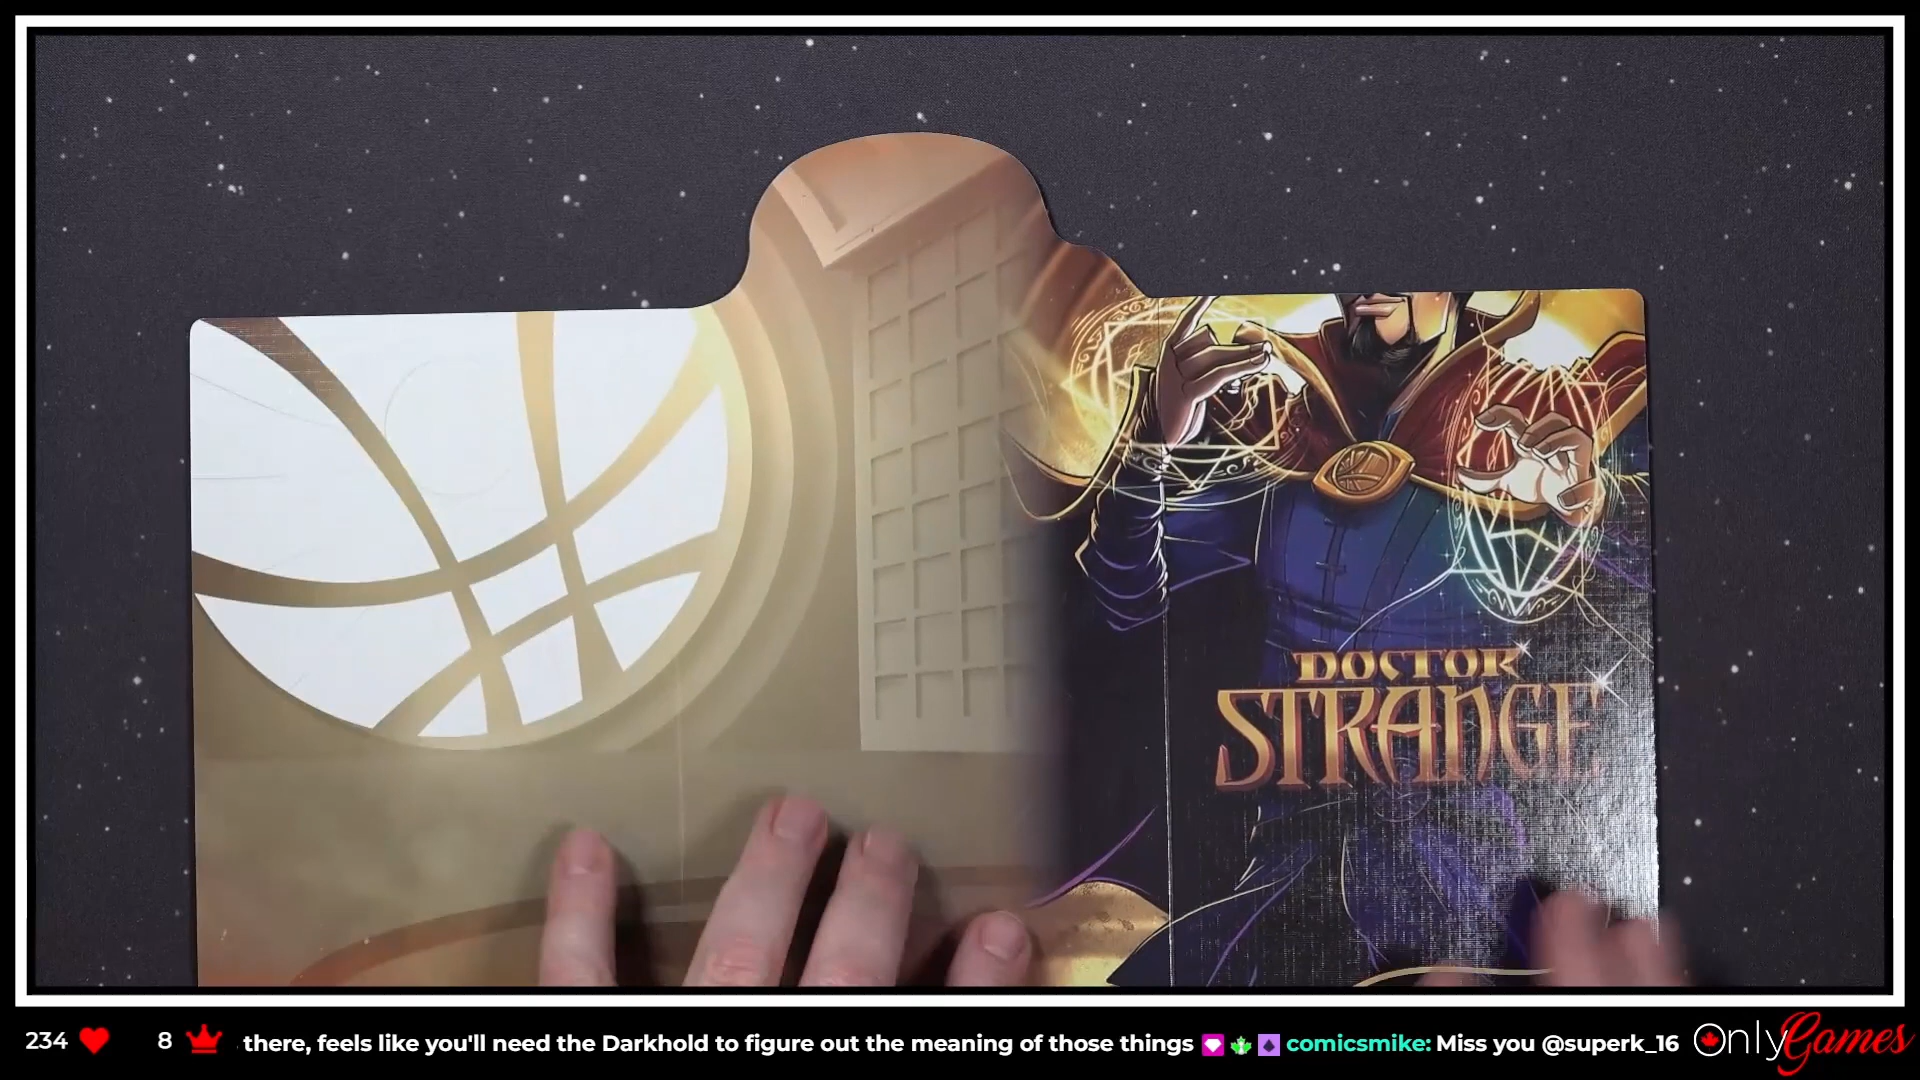 DOCTOR
STRANGE
234 8 there, feels like you'll need the Darkhold to figure out the meaning of those things comicsmike: Miss you @superk_16 OnlyGames